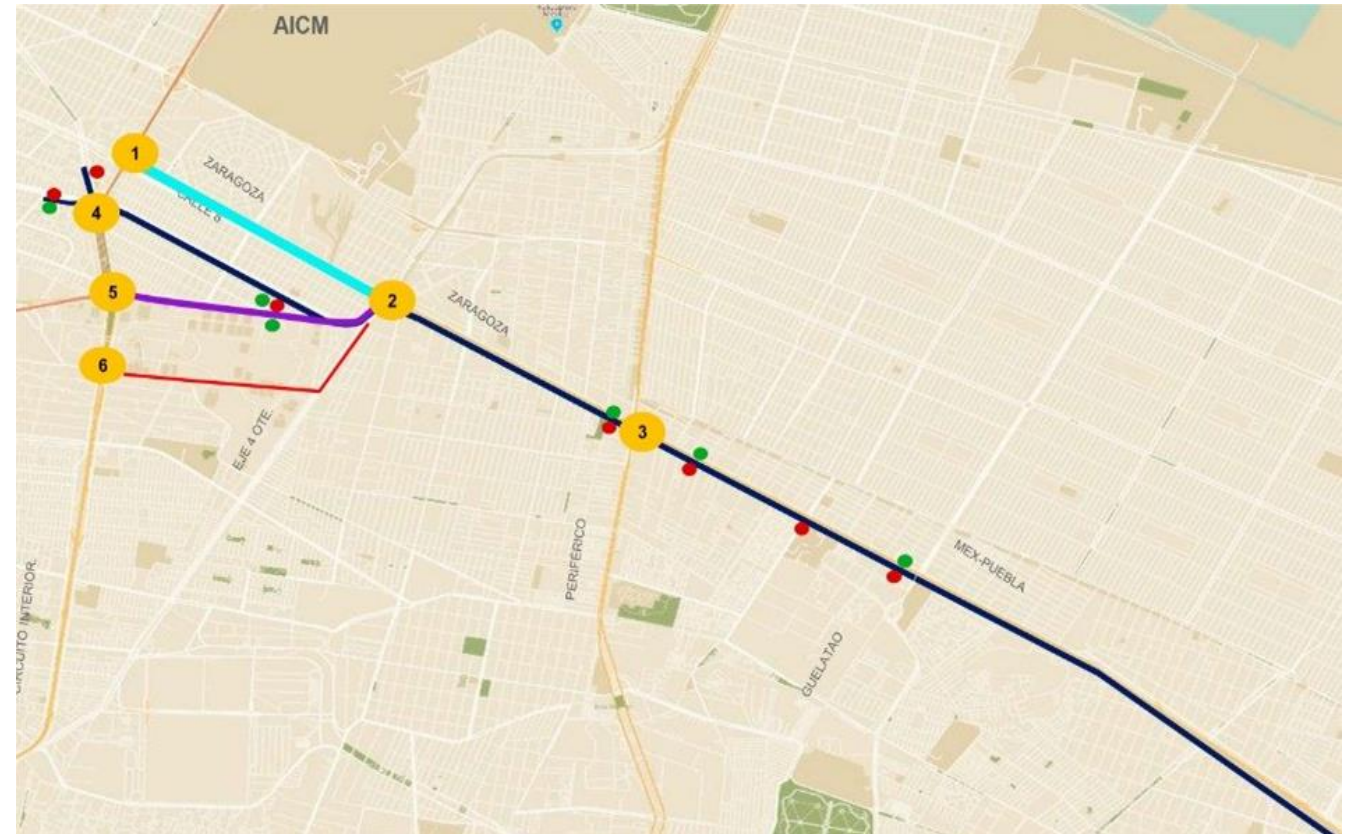 AICM
1
ZARAGOZA
CALLE 8
4
5
2
ZARAGOZA
6
EJE 4 OTE.
3
PERIFÉRICO
MEX-PUEBLA
GUELATAO
CIRCUITO INTERIOR.